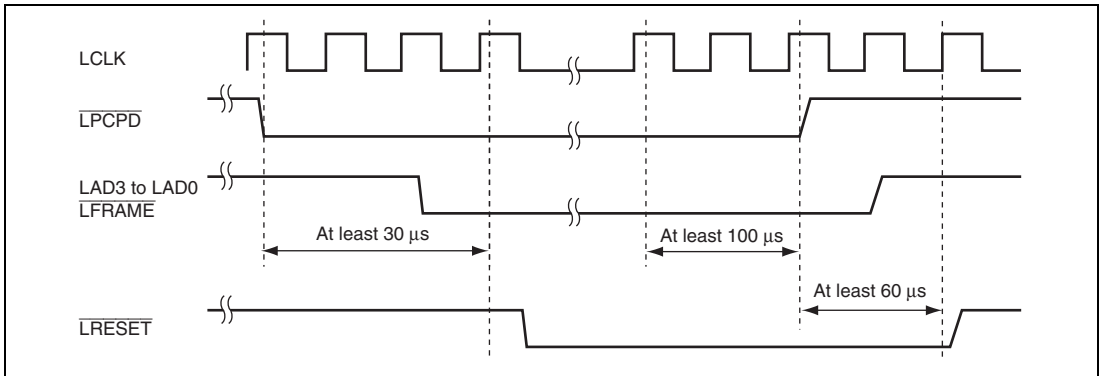 LCLK
LPCPD
LAD3 to LAD0
LFRAME
At least 30 μs
At least 100 μs
At least 60 μs
LRESET